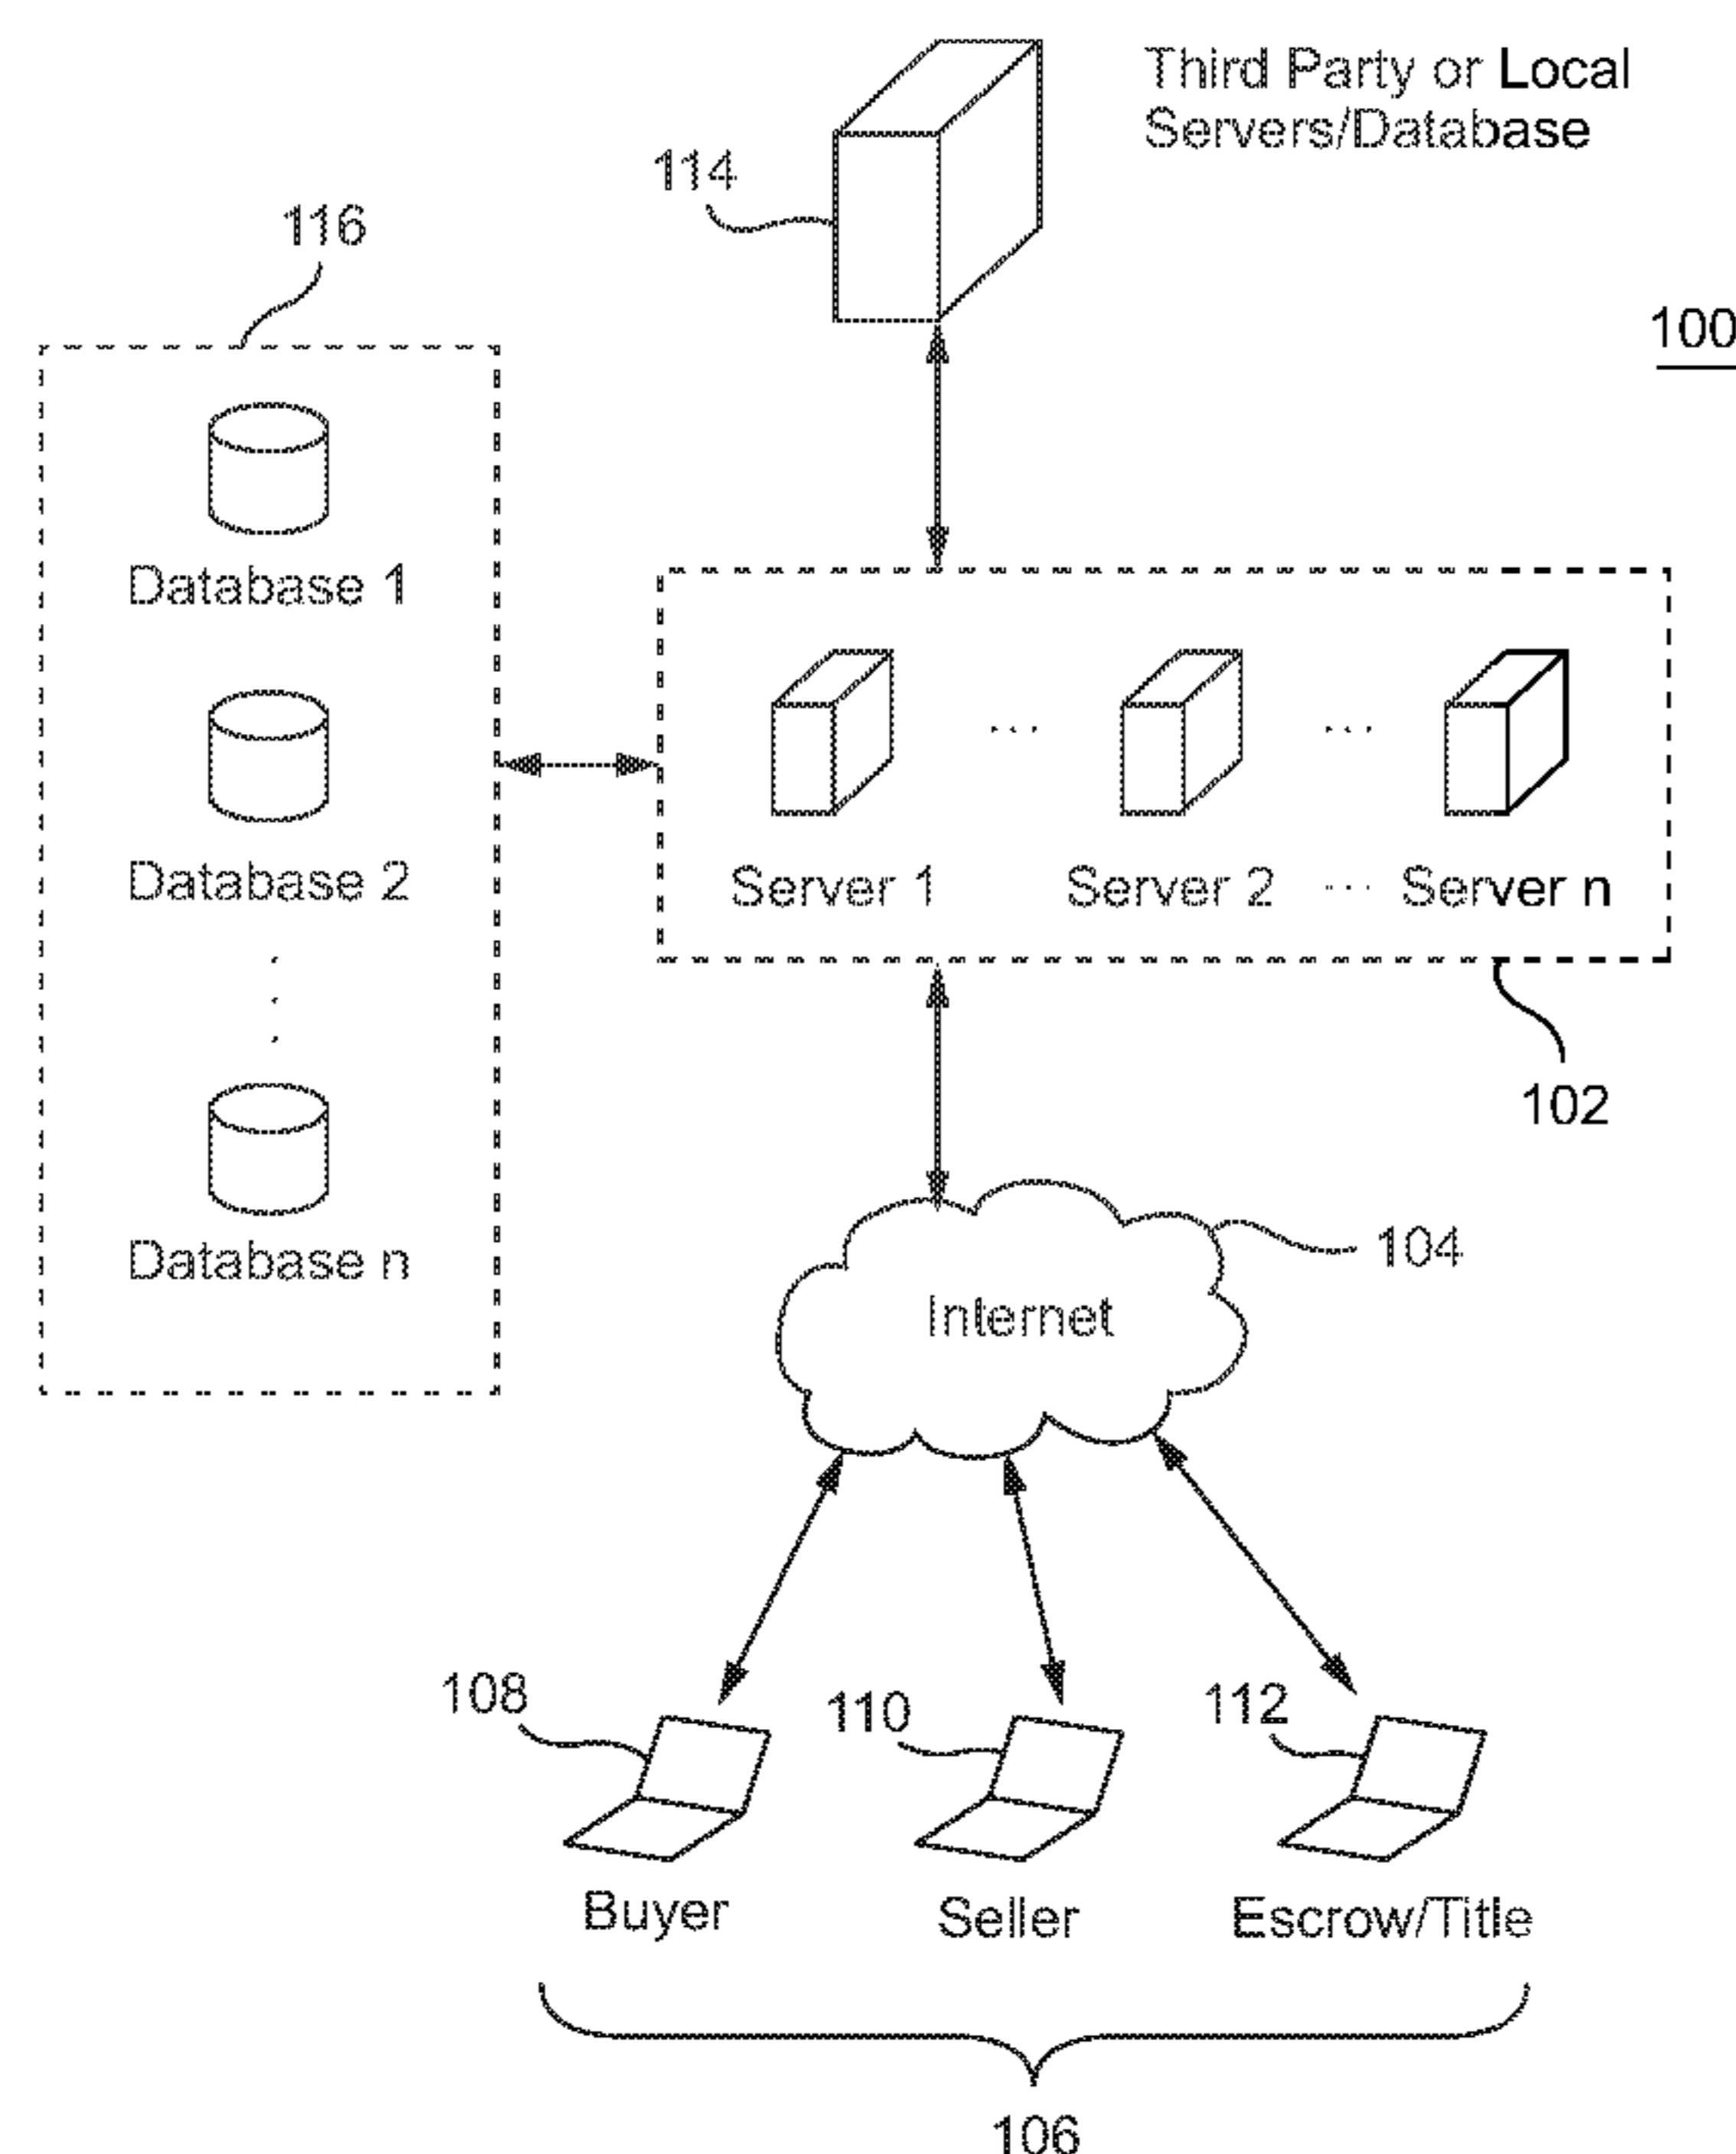 Third Party or Local
Servers/Database
114
116
100
Database 1
Database 2
Database n
Server 1 Server 2 ... Server n
102
104
Internet
108
110
112
Buyer
Seller
Escrow/Title
106